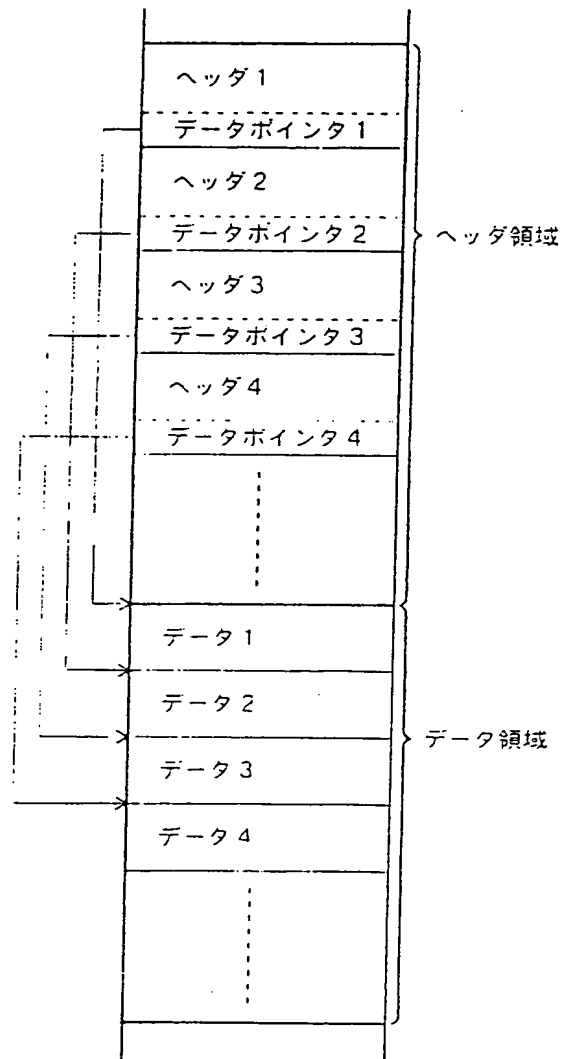 ヘッダ1
データポインタ1
ヘッダ2
データポインタ2
ヘッダ領域
ヘッダ3
データポインタ3
ヘッダ4
データポインタ4
データ1
データ2
データ領域
データ3
データ4